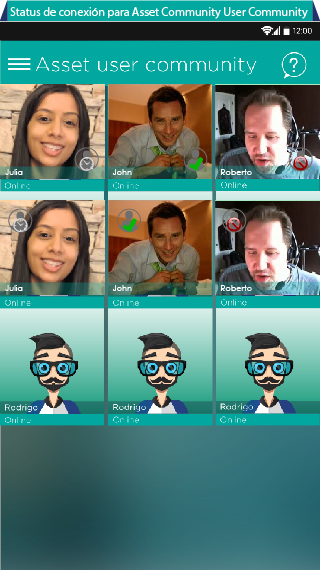 Status de conexión para Asset Community User Community
12:00
Asset user community
?
Julia John Roberto
Online Online Online
Julia John Roberto
Online Online Online
Rodrigo Rodrigo Rodrigo
Online Online Online